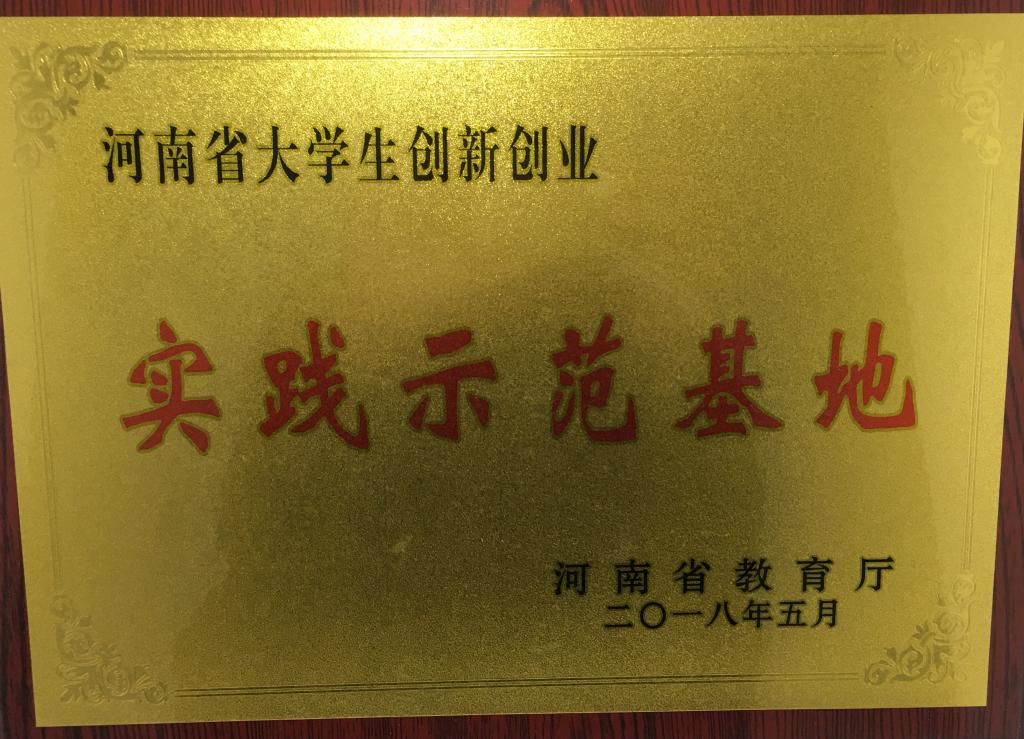 河南省大学生创新创业
实践示范基地
河南省教育厅
二〇一八年五月